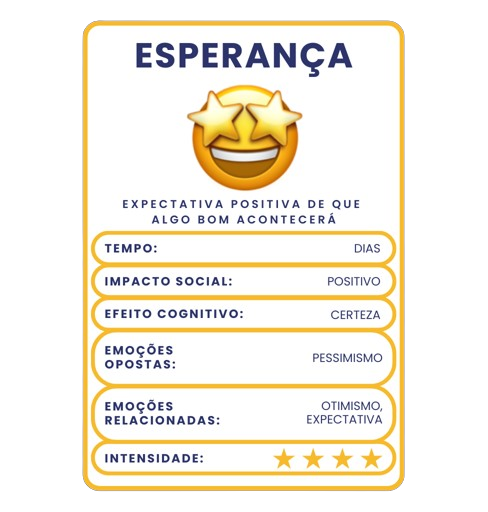 ESPERANÇA
EXPECTATIVA POSITIVA DE QUE
ALGO BOM ACONTECERÁ
TEMPO: DIAS
IMPACTO SOCIAL: POSITIVO
EFEITO COGNITIVO: CERTEZA
EMOÇÕES
OPOSTAS: PESSIMISMO
EMOÇÕES
RELACIONADAS: OTIMISMO,
EXPECTATIVA
INTENSIDADE: